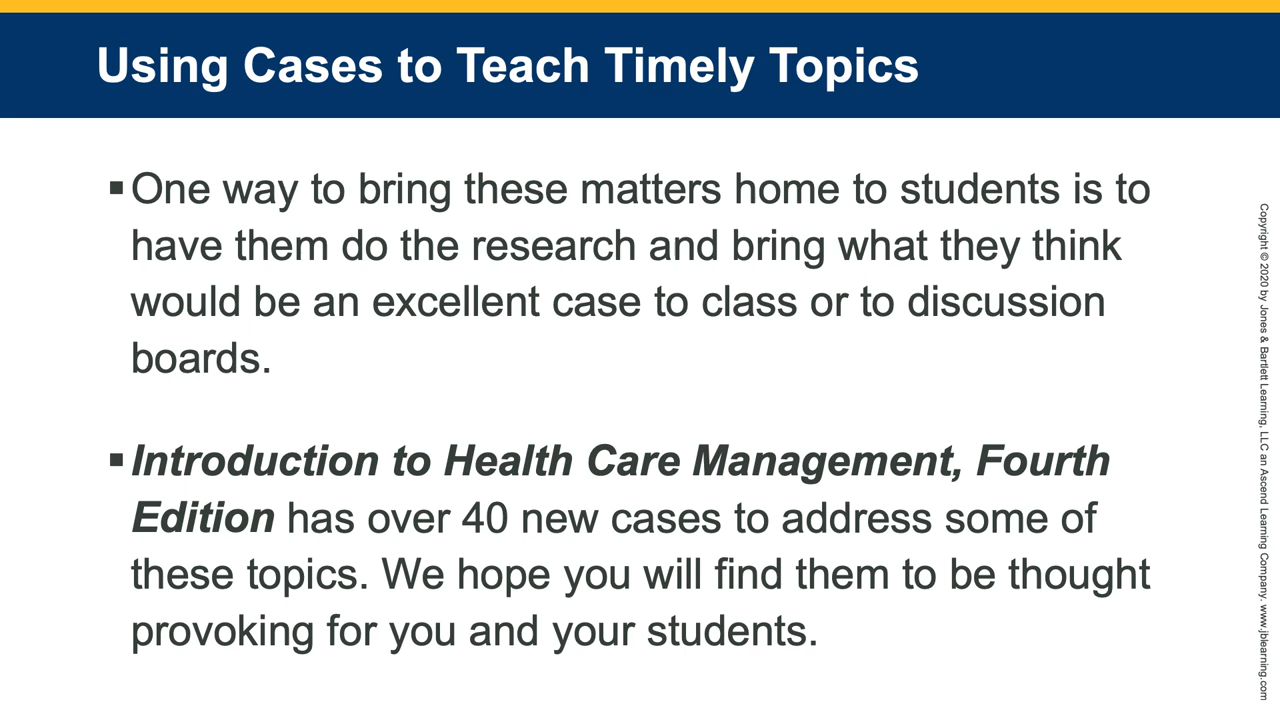 Using Cases to Teach Timely Topics
▪One way to bring these matters home to students is to
have them do the research and bring what they think
would be an excellent case to class or to discussion
boards.
▪Introduction to Health Care Management, Fourth
Edition has over 40 new cases to address some of
these topics. We hope you will find them to be thought
provoking for you and your students.
Copyright © 2020 by Jones & Bartlett Learning, LLC an Ascend Learning Company. www.jblearning.com